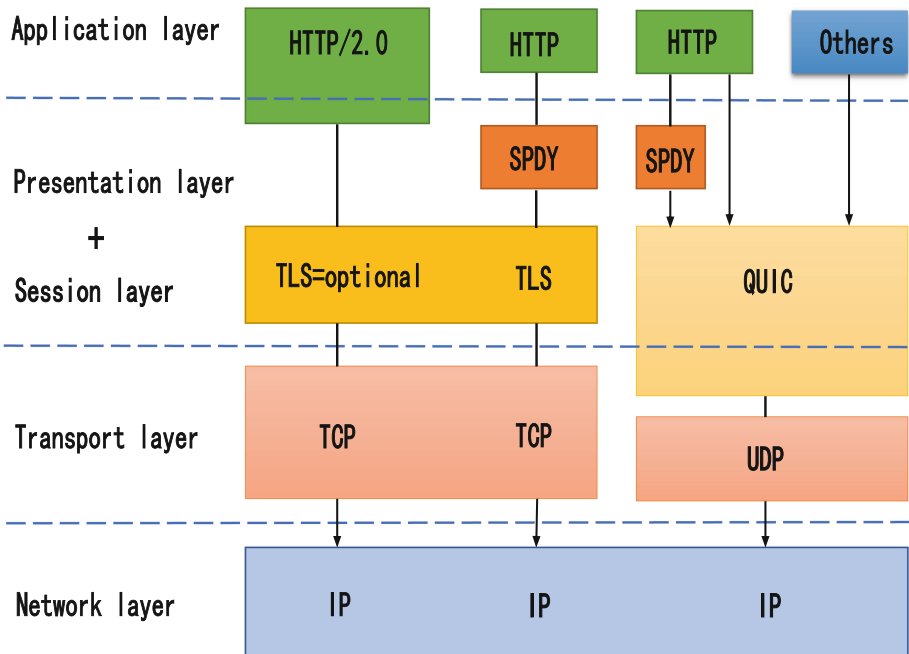 Application layer
HTTP/2.0
HTTP
HTTP
Others
Presentation layer
+
Session layer
SPDY
SPDY
TLS=optional
TLS
QUIC
Transport layer
TCP
TCP
UDP
Network layer
IP
IP
IP